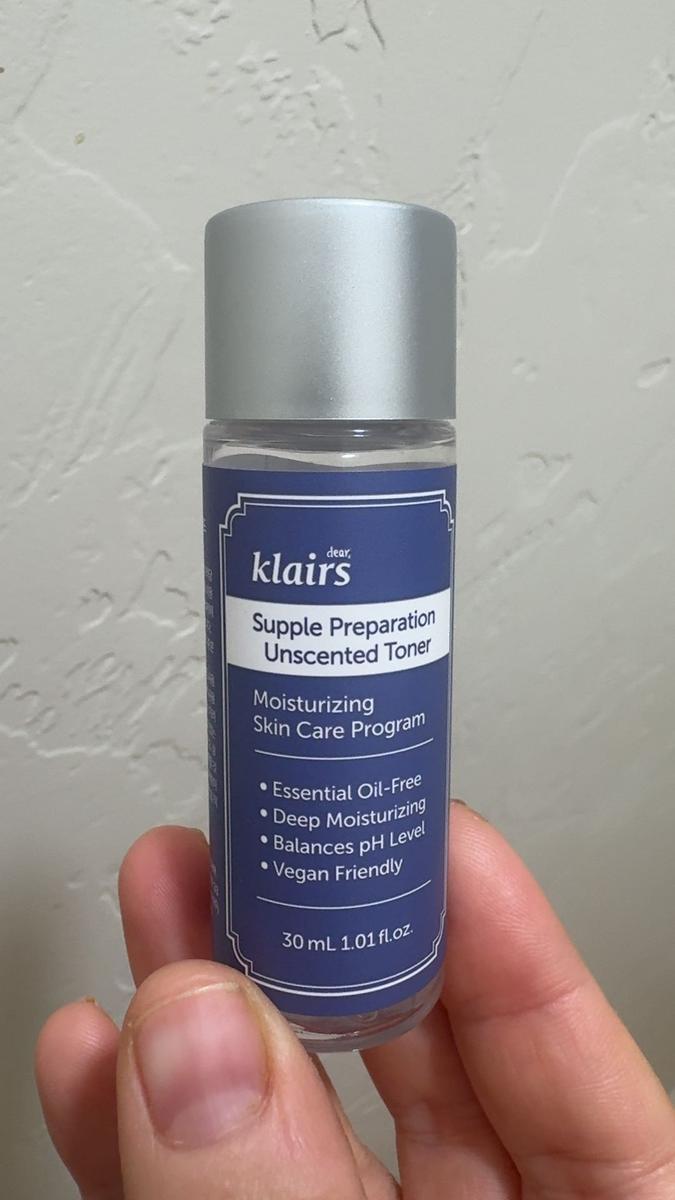 dear,
klairs
Supple Preparation
Unscented Toner
Moisturizing
Skin Care Program
• Essential Oil-Free
• Deep Moisturizing
• Balances pH Level
• Vegan Friendly
30 mL 1.01 fl.oz.